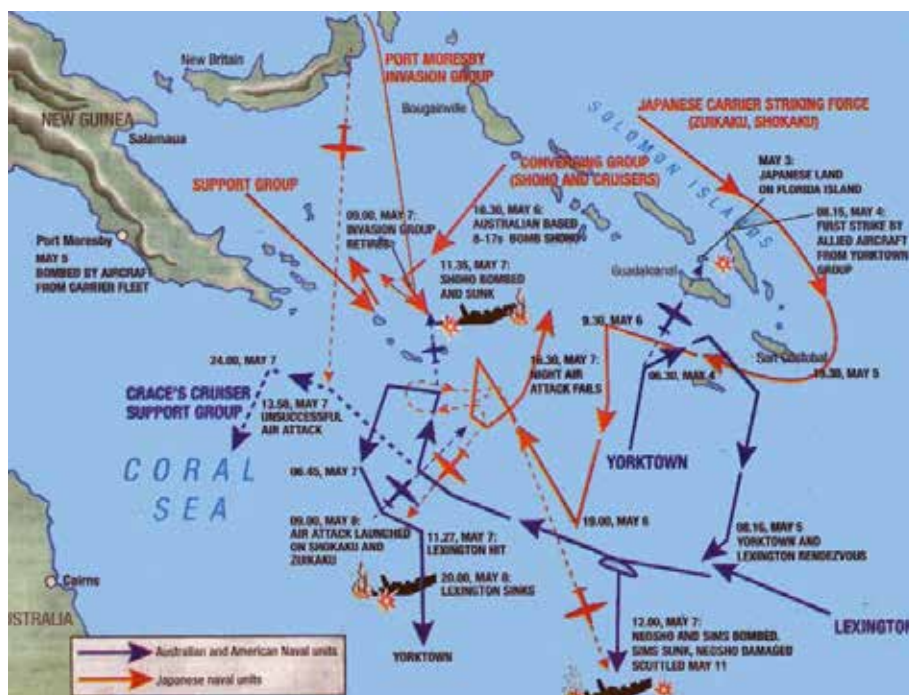 New Britain
PORT MORESBY
INVASION GROUP
Bougainville
NEW GUINEA
Salamaua
SOLOMON ISLANDS
JAPANESE CARRIER STRIKING FORCE
(ZUIKAKU, SHOKAKU)
MAY 3:
JAPANESE LAND
ON FLORIDA ISLAND
08.15, MAY 4:
FIRST STRIKE BY
ALLIED AIRCRAFT
FROM YORKTOWN
GROUP
SUPPORT GROUP
CONVERGING GROUP
(SHOHO AND CRUISERS)
09.00, MAY 7:
INVASION GROUP
RETIRES
16.30, MAY 6:
AUSTRALIAN BASED
B-17s BOMB SHOHO
Port Moresby
MAY 5
BOMBED BY AIRCRAFT
FROM CARRIER FLEET
11.35, MAY 7:
SHOHO BOMBED
AND SUNK
Guadalcanal
9.30, MAY 6
San Cristobal
24.00, MAY 7
CRACE'S CRUISER
SUPPORT GROUP
13.58, MAY 7
UNSUCCESSFUL
AIR ATTACK
16.30, MAY 7:
NIGHT AIR
ATTACK FAILS
06.30, MAY 4
19.30, MAY 5
YORKTOWN
CORAL
SEA
06.45, MAY 7
09.00, MAY 8:
AIR ATTACK LAUNCHED
ON SHOKAKU AND
ZUIKAKU
11.27, MAY 7:
LEXINGTON HIT
19.00, MAY 6
08.16, MAY 5
YORKTOWN AND
LEXINGTON RENDEZVOUS
20.00, MAY 8:
LEXINGTON SINKS
Cairns
AUSTRALIA
LEXINGTON
12.00, MAY 7:
NEOSHO AND SIMS BOMBED.
SIMS SUNK, NEOSHO DAMAGED
SCUTTLED MAY 11
YORKTOWN
Australian and American Naval units
Japanese naval units